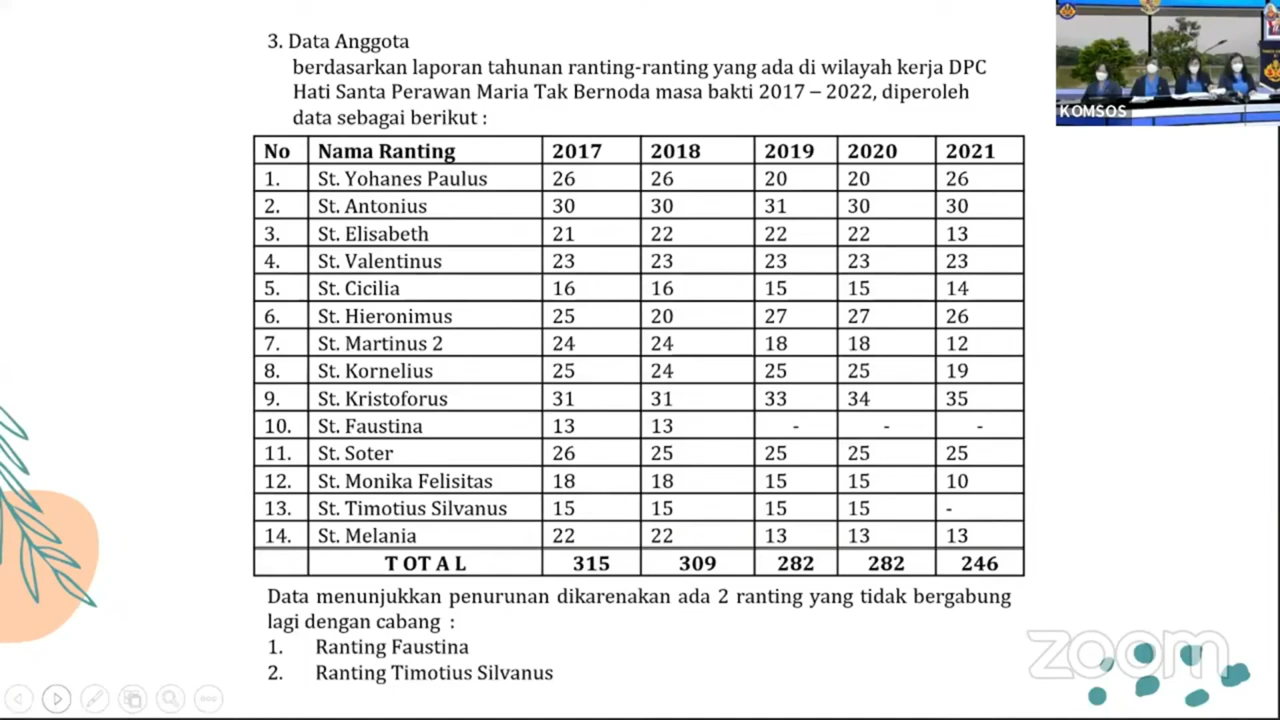 3. Data Anggota
berdasarkan laporan tahunan ranting-ranting yang ada di wilayah kerja DPC
Hati Santa Perawan Maria Tak Bernoda masa bakti 2017 – 2022, diperoleh
data sebagai berikut :
No Nama Ranting 2017 2018 2019 2020 2021
1. St. Yohanes Paulus 26 26 20 20 26
2. St. Antonius 30 30 31 30 30
3. St. Elisabeth 21 22 22 22 13
4. St. Valentinus 23 23 23 23 23
5. St. Cicilia 16 16 15 15 14
6. St. Hieronimus 25 20 27 27 26
7. St. Martinus 2 24 24 18 18 12
8. St. Kornelius 25 24 25 25 19
9. St. Kristoforus 31 31 33 34 35
10. St. Faustina 13 13 - - -
11. St. Soter 26 25 25 25 25
12. St. Monika Felisitas 18 18 15 15 10
13. St. Timotius Silvanus 15 15 15 15 -
14. St. Melania 22 22 13 13 13
T O T A L 315 309 282 282 246
Data menunjukkan penurunan dikarenakan ada 2 ranting yang tidak bergabung
lagi dengan cabang :
1. Ranting Faustina
2. Ranting Timotius Silvanus
KOMSOS
zoom